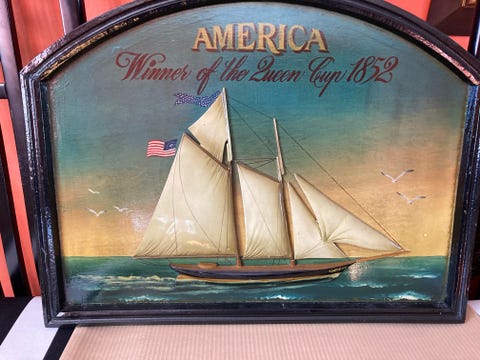 AMERICA
Winner of the Queen Cup 1852